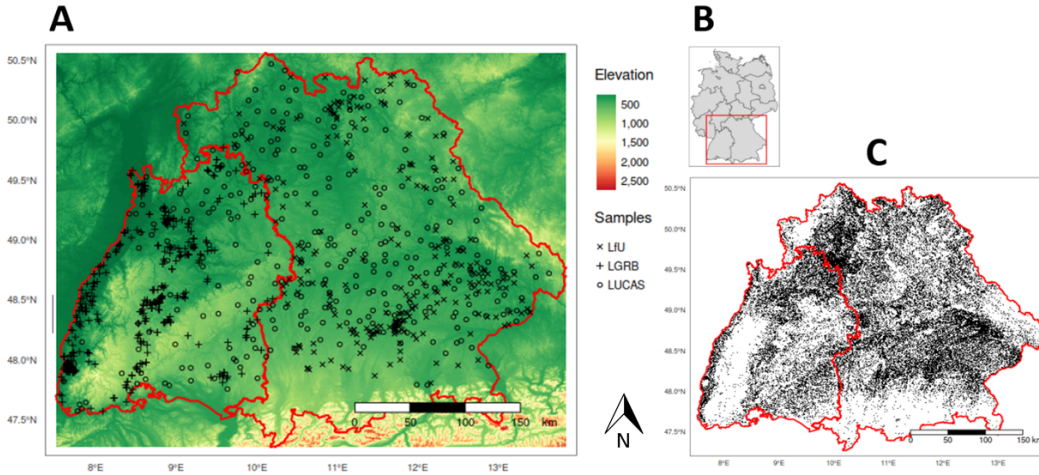 A
50.5°N
50.0°N
49.5°N
49.0°N
48.5°N
48.0°N
47.5°N
8°E 9°E 10°E 11°E 12°E 13°E
0 50 100 150
km
Elevation
500
1,000
1,500
2,000
2,500
Samples
LfU
LGRB
LUCAS
N
B
C
50.5°N
50.0°N
49.5°N
49.0°N
48.5°N
48.0°N
47.5°N
8°E 9°E 10°E 11°E 12°E 13°E
0 50 100 150
km